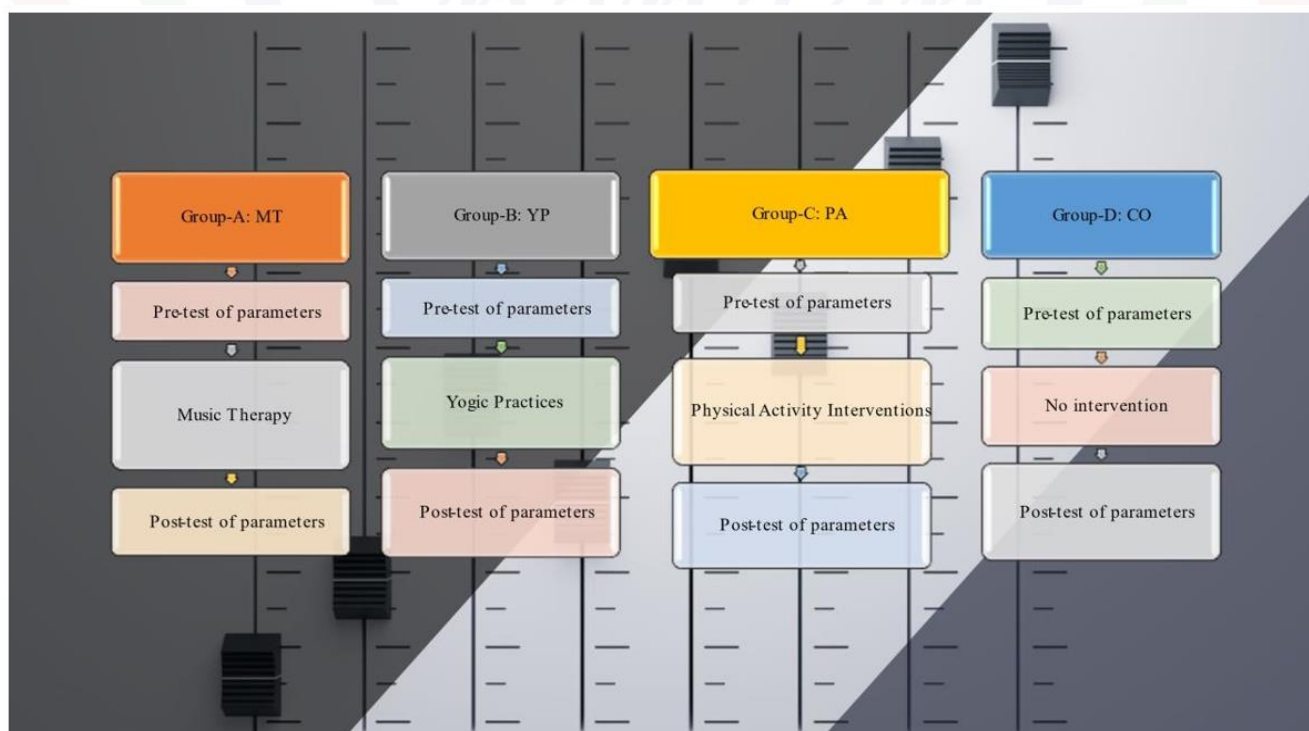 Group-A: MT
Pre-test of parameters
Music Therapy
Post-test of parameters
Group-B: YP
Pre-test of parameters
Yogic Practices
Post-test of parameters
Group-C: PA
Pre-test of parameters
Physical Activity Interventions
Post-test of parameters
Group-D: CO
Pre-test of parameters
No intervention
Post-test of parameters